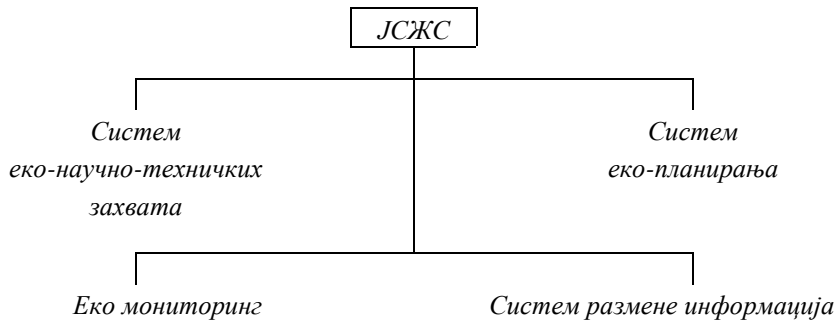 ЈСЖС
Систем
еко-научно-техничких
захвата
Систем
еко-планирања
Еко мониторинг
Систем размене информација